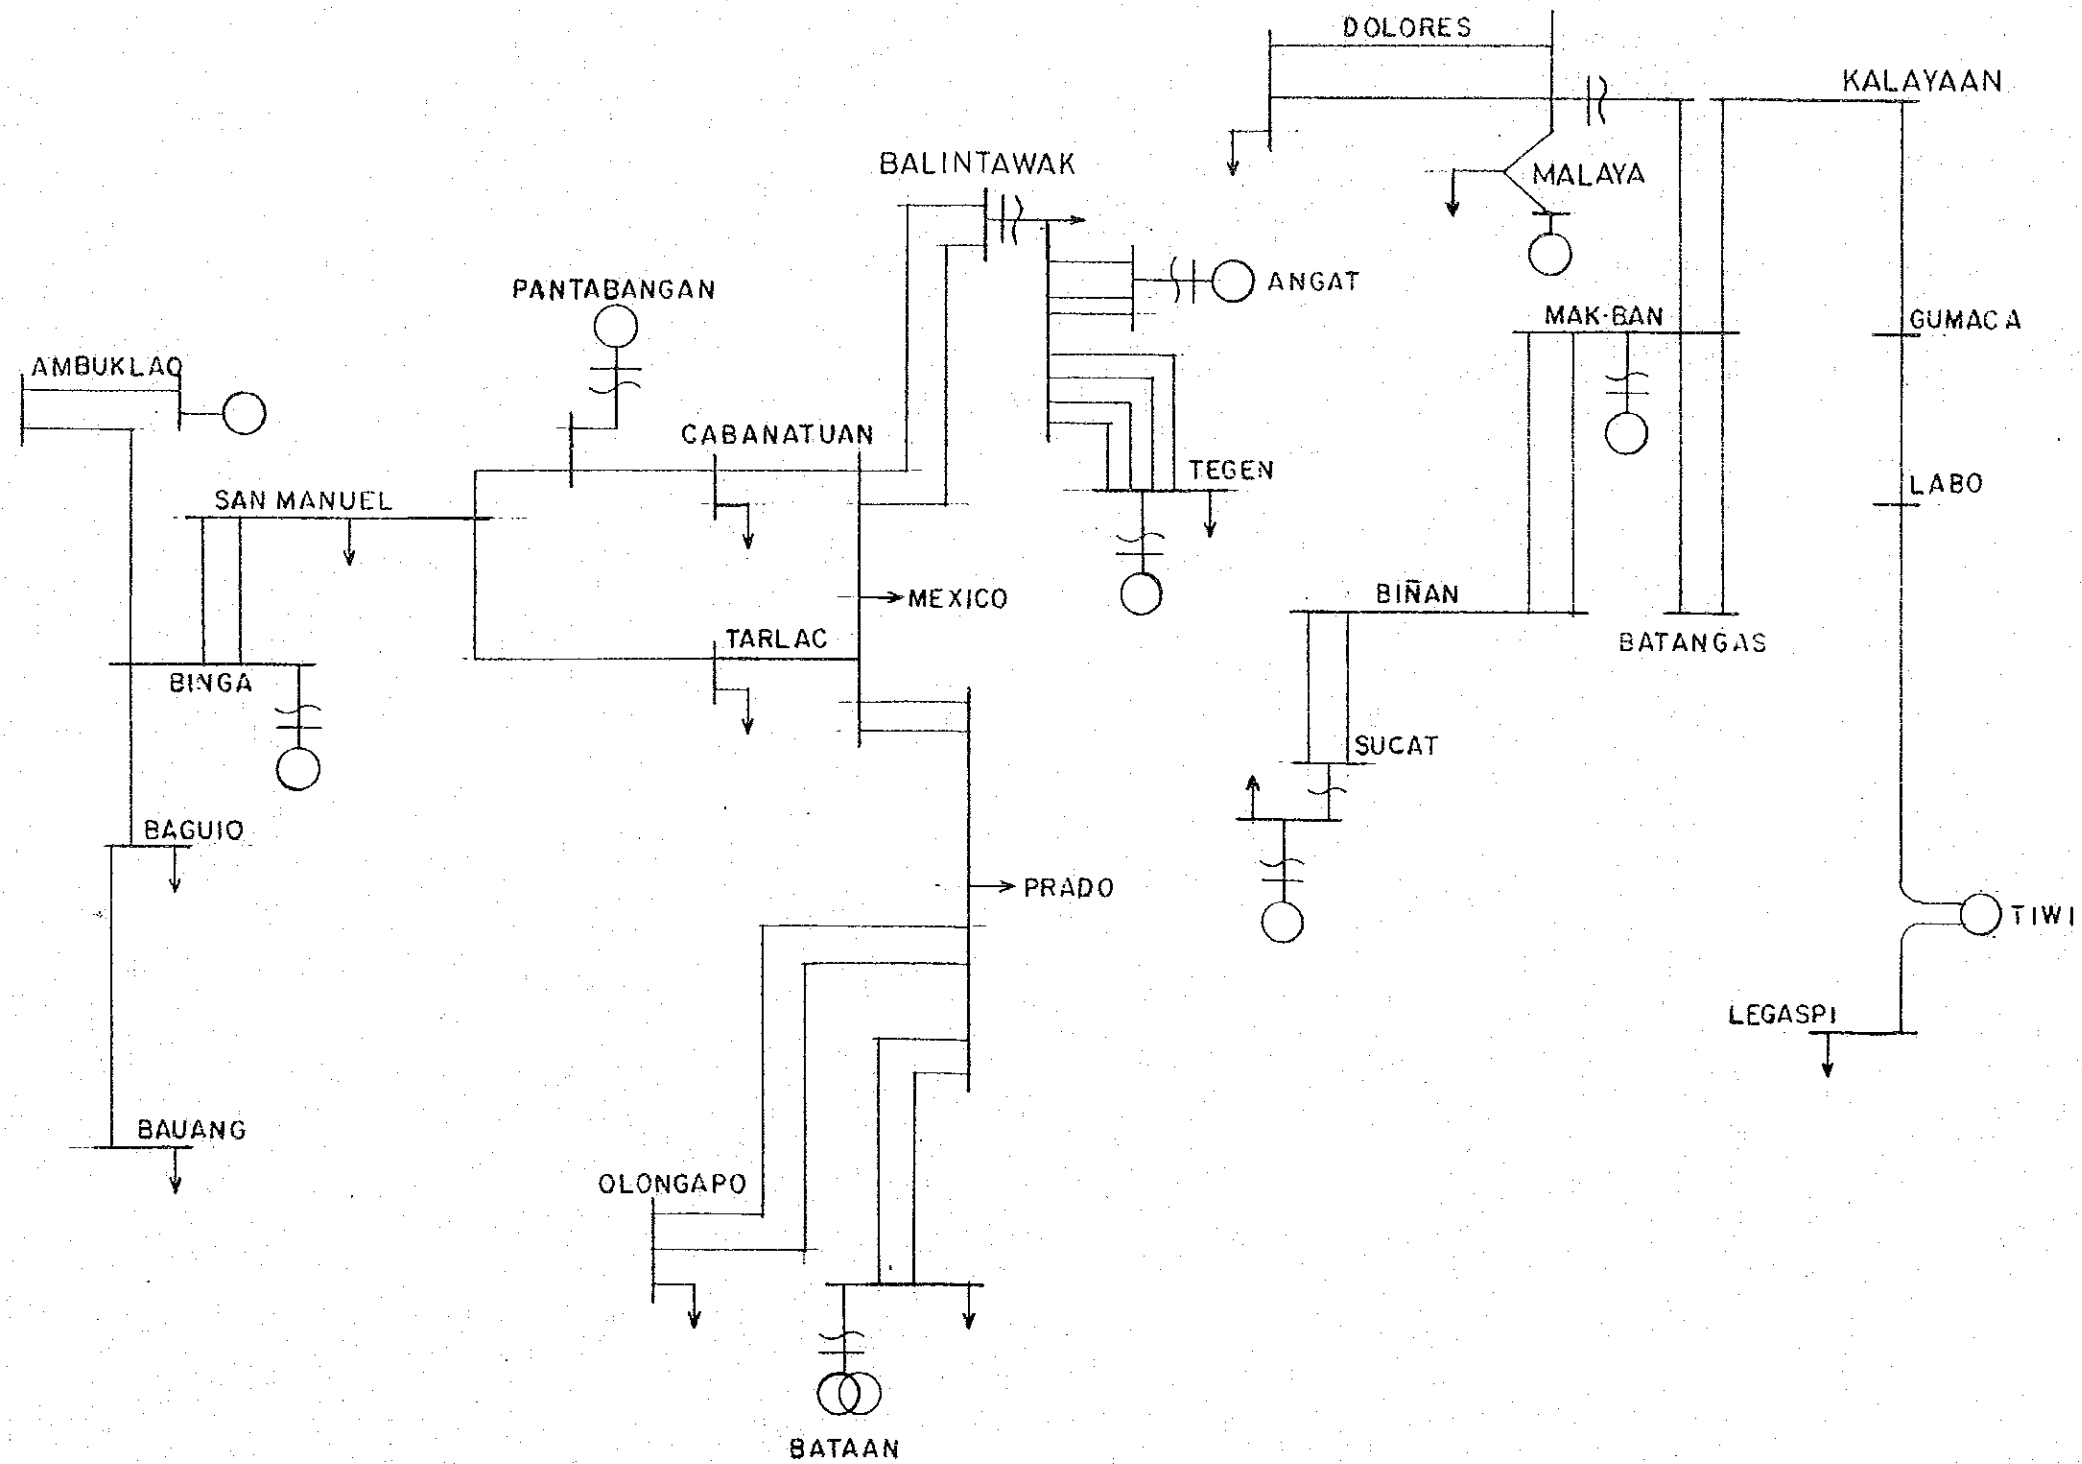 DOLORES
KALAYAAN
BALINTAWAK
MALAYA
ANGAT
PANTABANGAN
MAK-BAN
GUMACA
AMBUKLAO
CABANATUAN
TEGEN
LABO
SAN MANUEL
BIÑAN
MEXICO
TARLAC
BATANGAS
BINGA
SUCAT
BAGUIO
PRADO
TIWI
LEGASPI
BAUANG
OLONGAPO
BATAAN